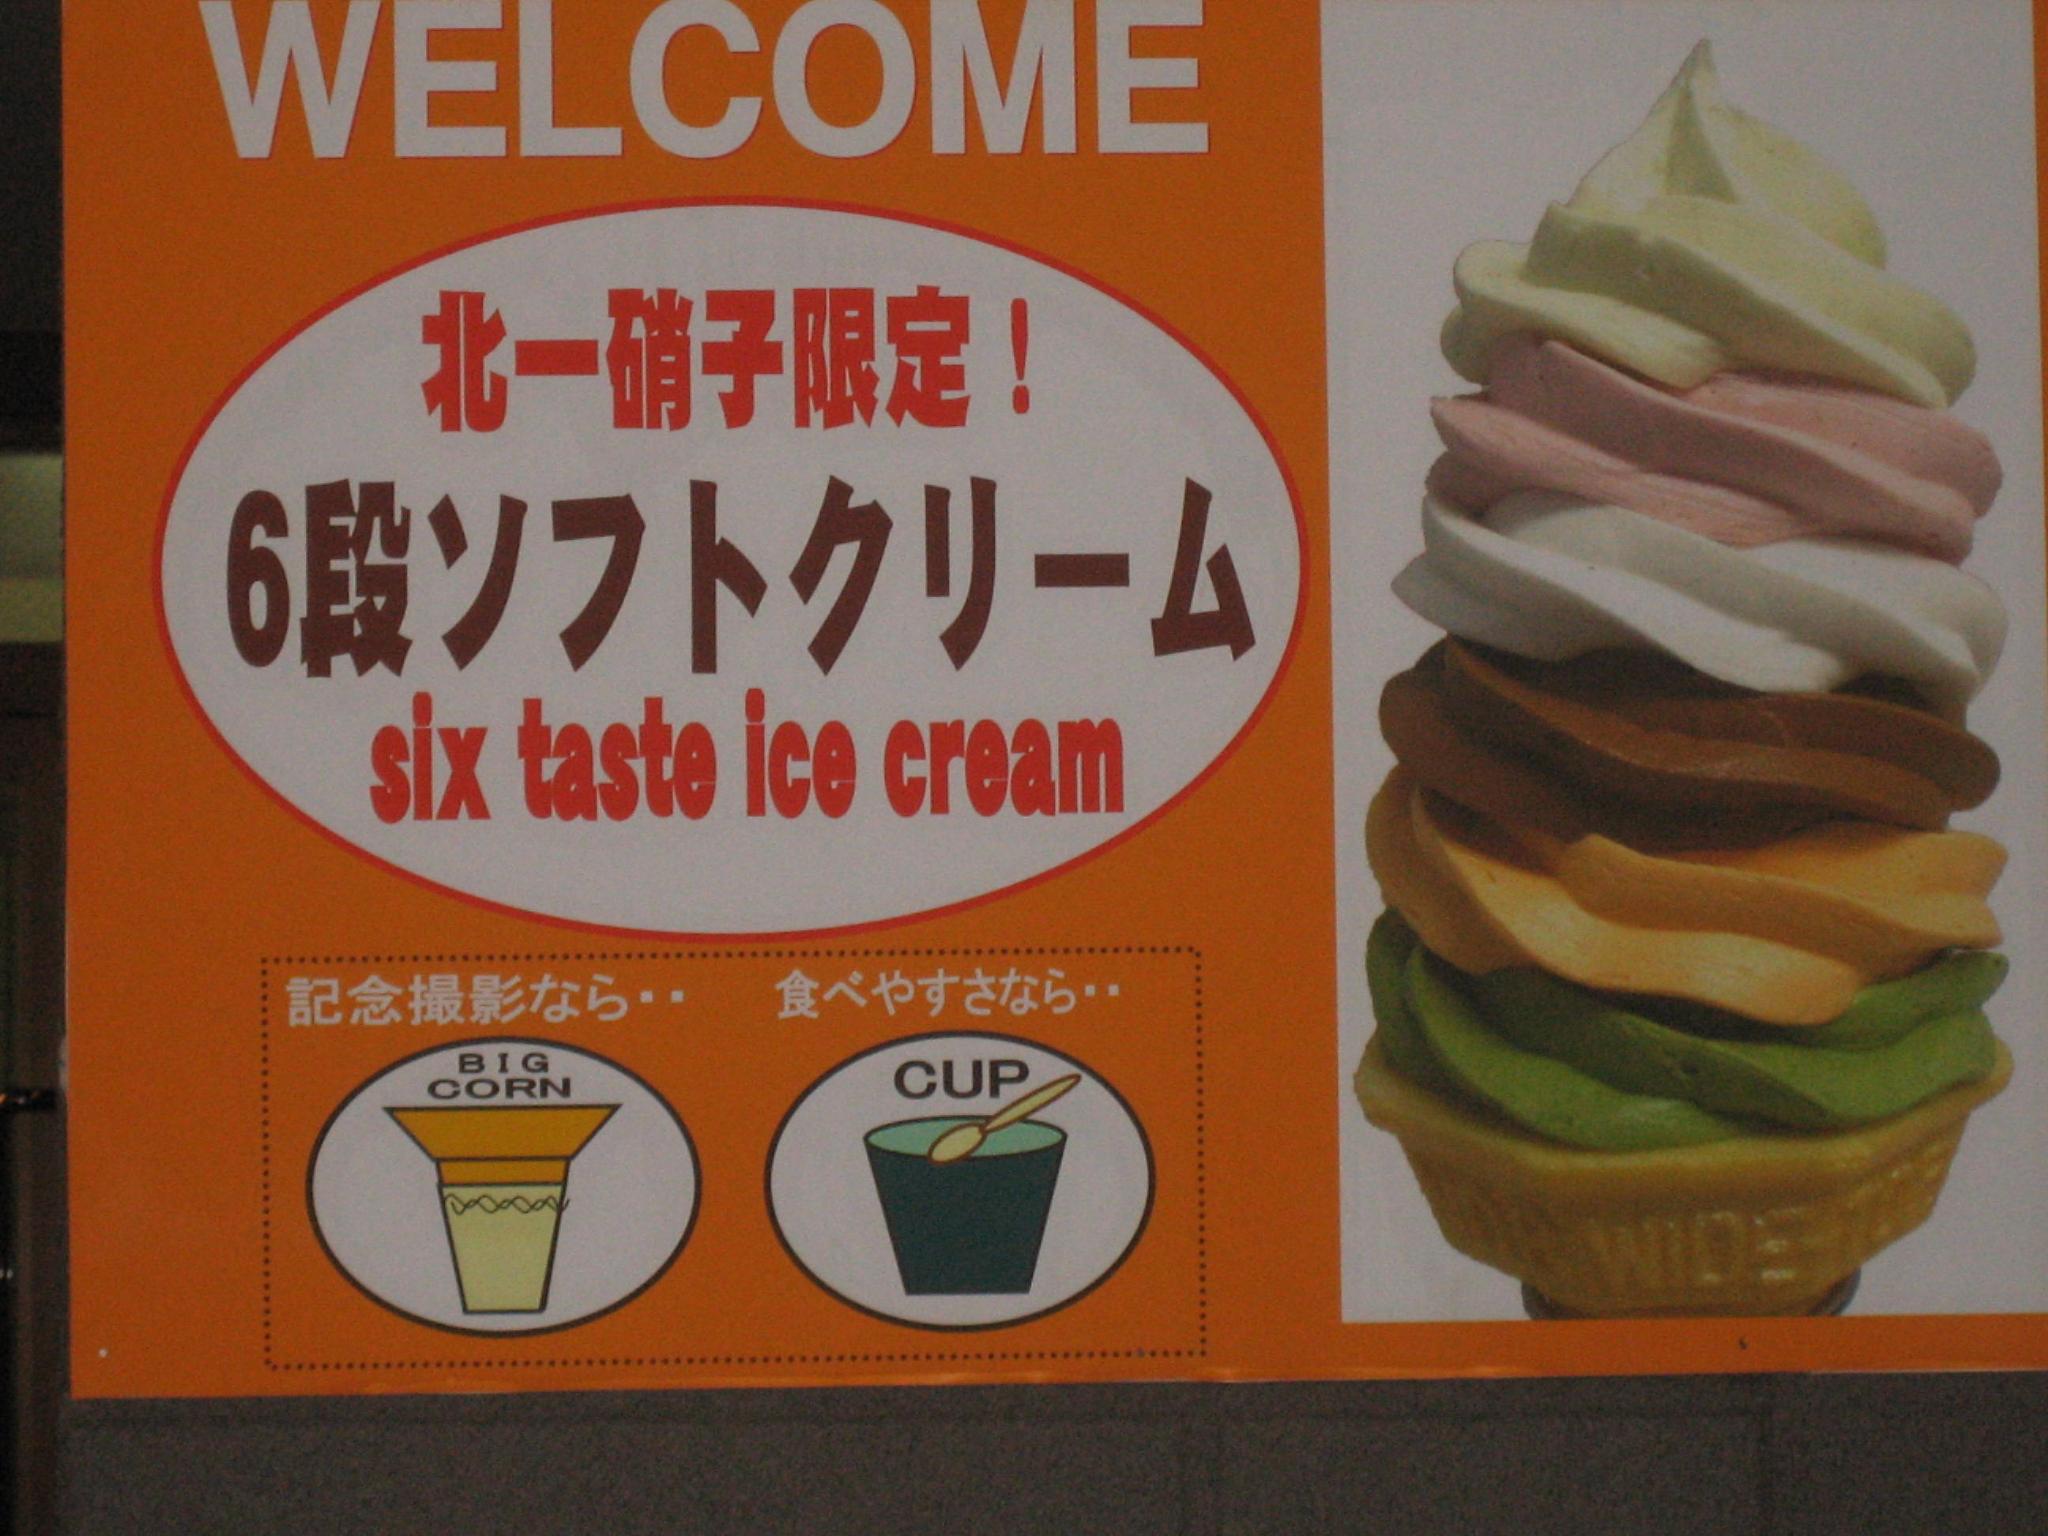 WELCOME
北一硝子限定！
6段ソフトクリーム
six taste ice cream
記念撮影なら・・
食べやすさなら・・
BIG
CORN
CUP
WIDE